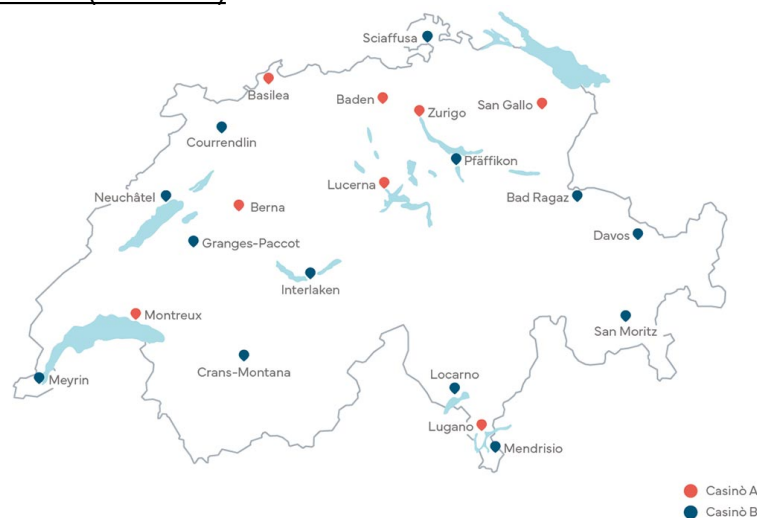 Sciaffusa
Basilea
Baden
Zurigo
San Gallo
Courrendlin
Pfäffikon
Lucerna
Neuchâtel
Berna
Bad Ragaz
Granges-Paccot
Davos
Interlaken
Montreux
San Moritz
Crans-Montana
Meyrin
Locarno
Lugano
Mendrisio
Casinò A
Casinò B